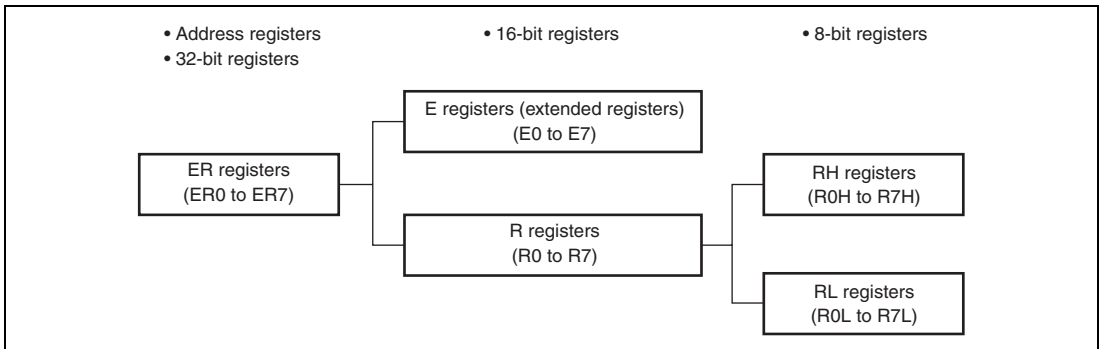 • Address registers
• 32-bit registers
• 16-bit registers
• 8-bit registers
E registers (extended registers)
(E0 to E7)
ER registers
(ER0 to ER7)
RH registers
(R0H to R7H)
R registers
(R0 to R7)
RL registers
(R0L to R7L)